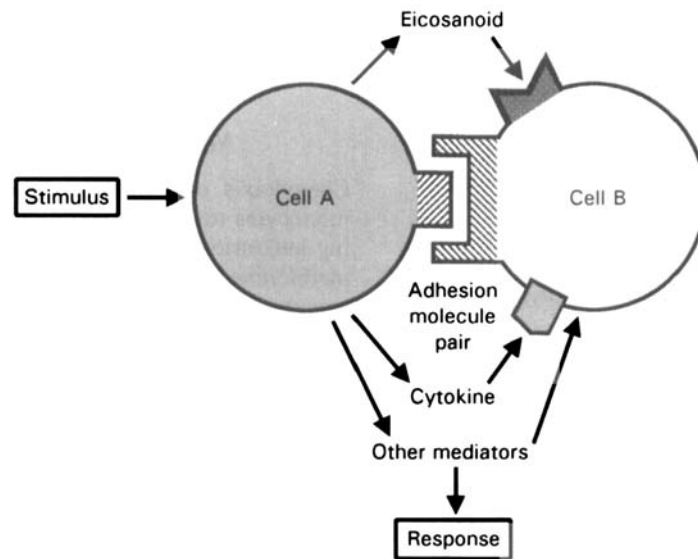 Eicosanoid
Stimulus
Cell A
Cell B
Adhesion
molecule
pair
Cytokine
Other mediators
Response